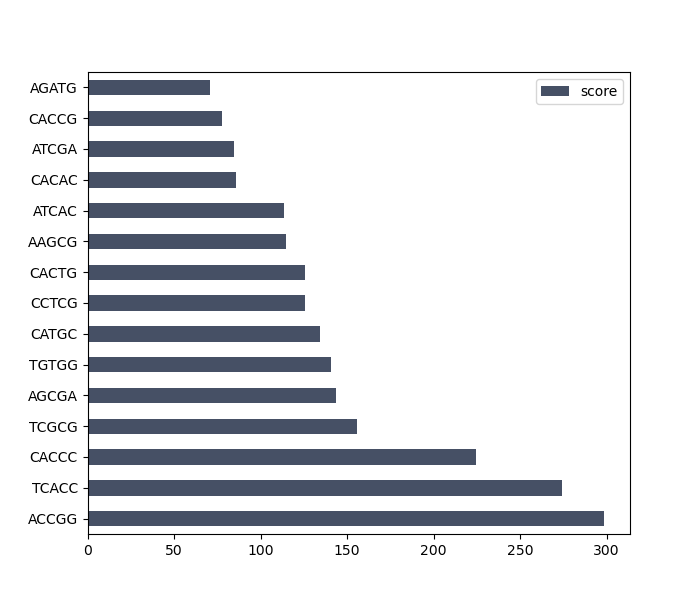 AGATG
CACCG
ATCGA
CACAC
ATCAC
AAGCG
CACTG
CCTCG
CATGC
TGTGG
AGCGA
TCGCG
CACCC
TCACC
ACCGG
0 50 100 150 200 250 300
score